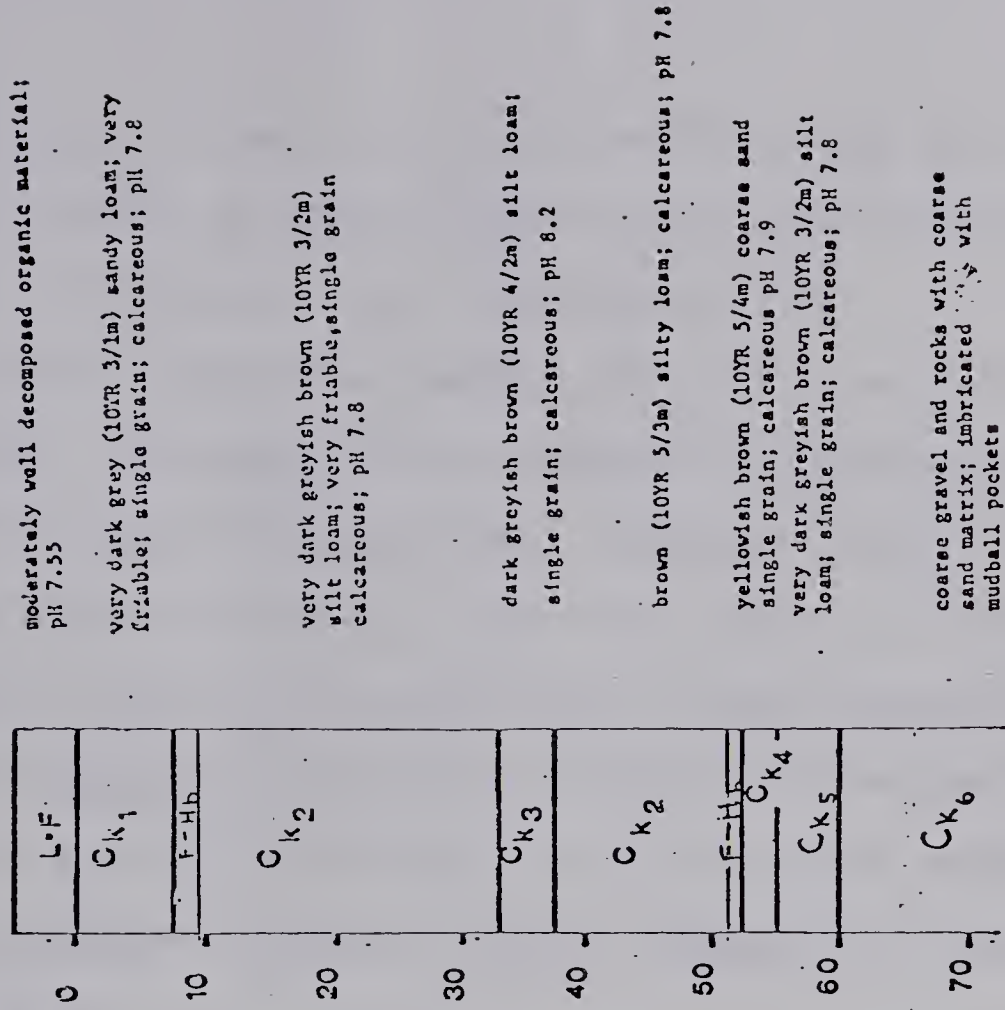 moderately well decomposed organic material;
pH 7.55
very dark grey (10YR 3/1m) sandy loam; very
friable; single grain; calcareous; pH 7.8
very dark greyish brown (10YR 3/2m)
silt loam; very friable; single grain
calcareous; pH 7.8
dark greyish brown (10YR 4/2m) silt loam;
single grain; calcareous; pH 8.2
brown (10YR 5/3m) silty loam; calcareous; pH 7.8
yellowish brown (10YR 5/4m) coarse sand
single grain; calcareous pH 7.9
very dark greyish brown (10YR 3/2m) silt
loam; single grain; calcareous; pH 7.8
coarse gravel and rocks with coarse
sand matrix; imbricated with
mudball pockets
L-F
Ck1
F-Hb
Ck2
Ck3
Ck2
F-Hb
Ck4
Ck5
Ck6
0
10
20
30
40
50
60
70